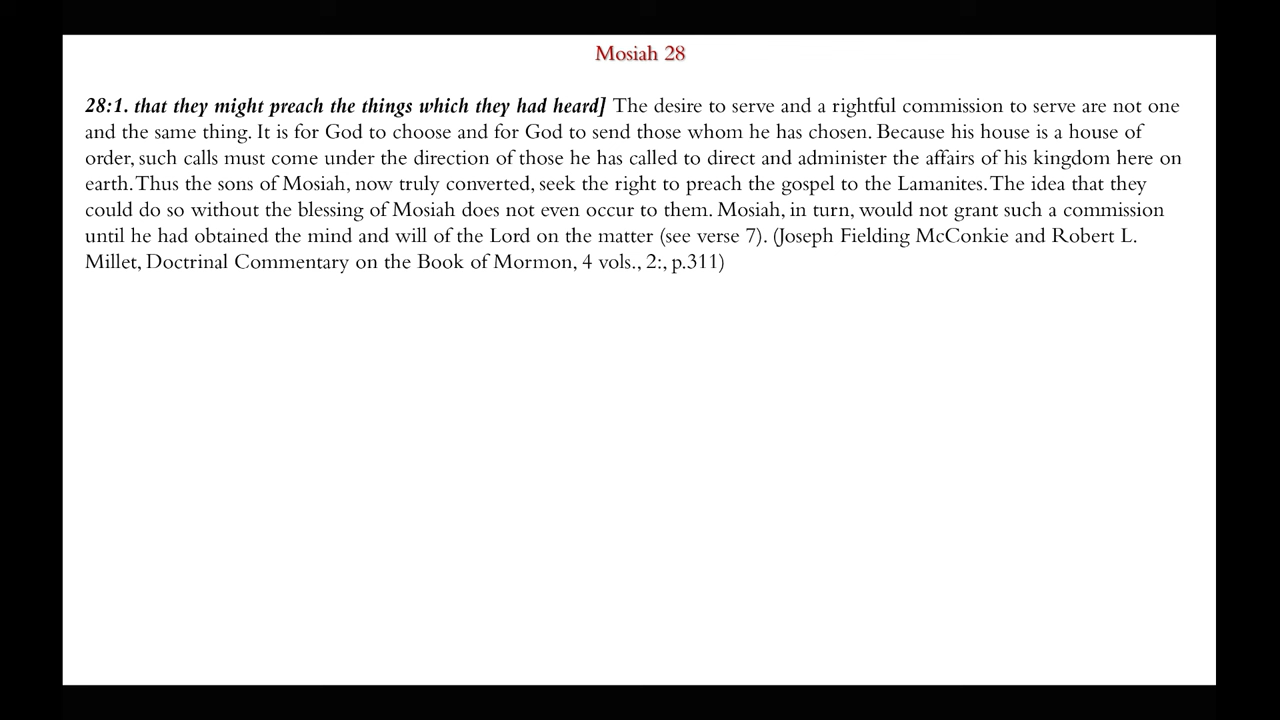 Mosiah 28
28:1. that they might preach the things which they had heard] The desire to serve and a rightful commission to serve are not one
and the same thing. It is for God to choose and for God to send those whom he has chosen. Because his house is a house of
order, such calls must come under the direction of those he has called to direct and administer the affairs of his kingdom here on
earth. Thus the sons of Mosiah, now truly converted, seek the right to preach the gospel to the Lamanites. The idea that they
could do so without the blessing of Mosiah does not even occur to them. Mosiah, in turn, would not grant such a commission
until he had obtained the mind and will of the Lord on the matter (see verse 7). (Joseph Fielding McConkie and Robert L.
Millet, Doctrinal Commentary on the Book of Mormon, 4 vols., 2:, p.311)